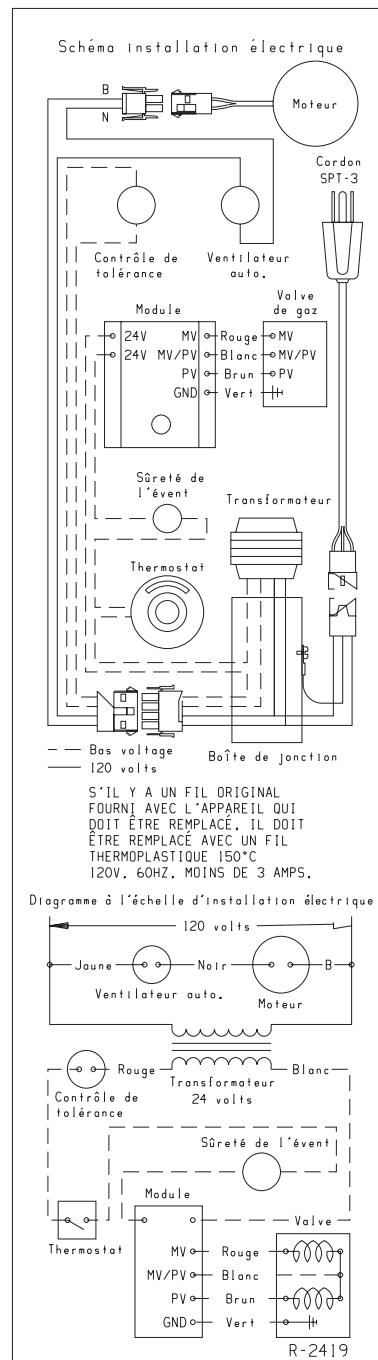 Schéma installation électrique
B
N
Moteur
Cordon
SPT-3
Contrôle de
tolérance
Ventilateur
auto.
Module
Valve
de gaz
24V MV Rouge MV
24V MV/PV Blanc MV/PV
PV Brun PV
GND Vert
Sûreté de
l'évent
Transformateur
Thermostat
Bas voltage
120 volts
Boîte de jonction
S'IL Y A UN FIL ORIGINAL
FOURNI AVEC L'APPAREIL QUI
DOIT ÊTRE REMPLACÉ, IL DOIT
ÊTRE REMPLACÉ AVEC UN FIL
THERMOPLASTIQUE 150°C
120V, 60HZ, MOINS DE 3 AMPS.
Diagramme à l'échelle d'installation électrique
120 volts
Jaune Noir B
Ventilateur auto.
Moteur
Rouge Blanc
Contrôle de
tolérance
Transformateur
24 volts
Sûreté de l'évent
Module
Thermostat
Valve
MV Rouge
MV/PV Blanc
PV Brun
GND Vert
R-2419